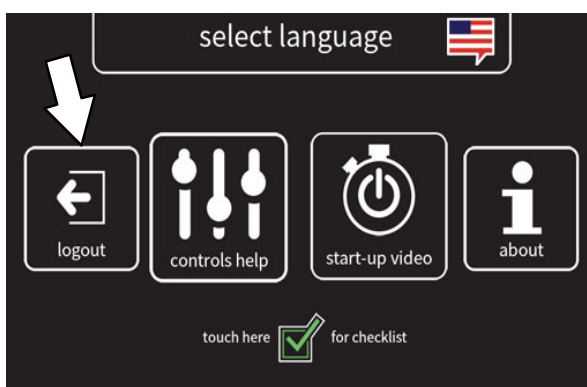 select language
logout
controls help
start-up video
about
touch here for checklist